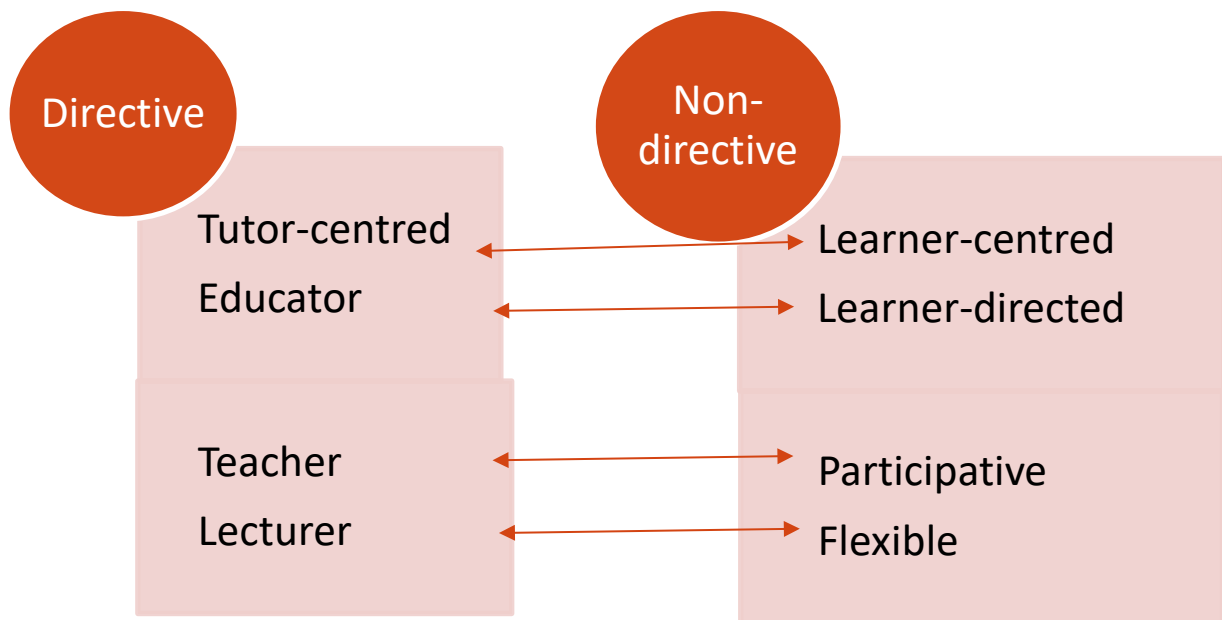 Directive
Tutor-centred
Educator
Teacher
Lecturer
Non-
directive
Learner-centred
Learner-directed
Participative
Flexible